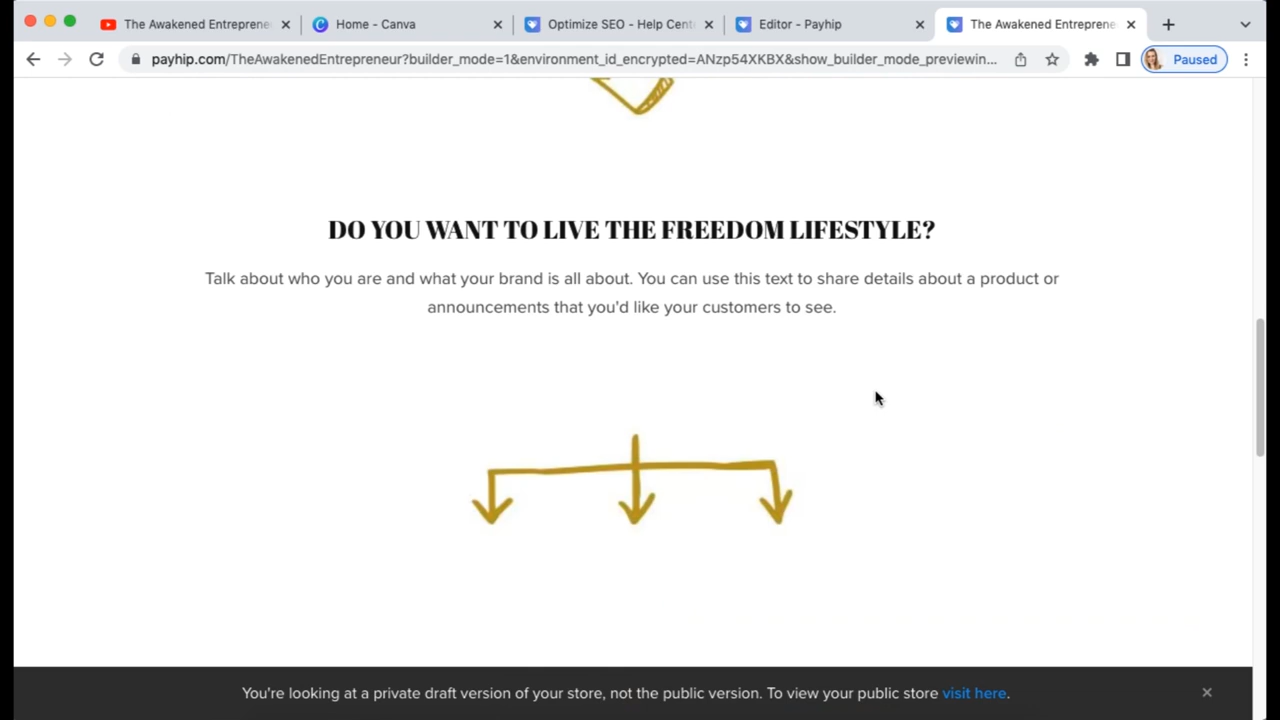 The Awakened Entreprene
Home - Canva
Optimize SEO - Help Cent
Editor - Payhip
The Awakened Entreprene
payhip.com/TheAwakenedEntrepreneur?builder_mode=1&environment_id_encrypted=ANzp54XKBX&show_builder_mode_previewin...
Paused
DO YOU WANT TO LIVE THE FREEDOM LIFESTYLE?
Talk about who you are and what your brand is all about. You can use this text to share details about a product or
announcements that you'd like your customers to see.
You're looking at a private draft version of your store, not the public version. To view your public store visit here.